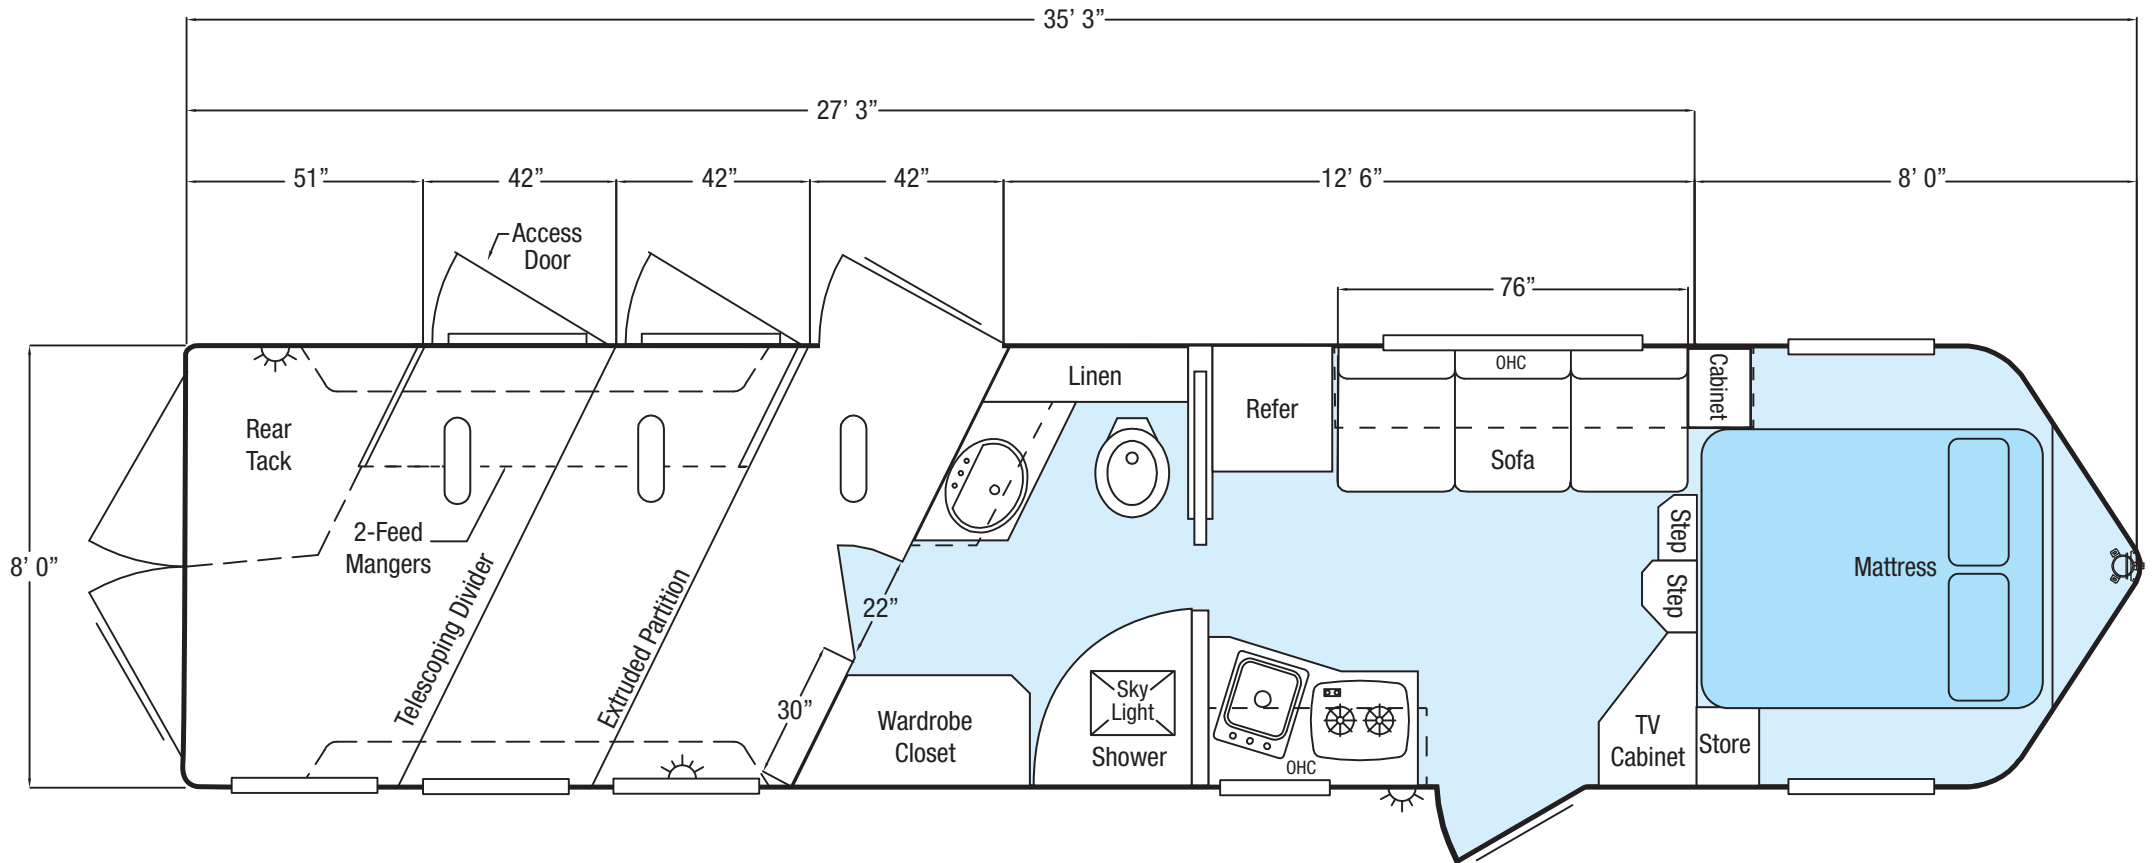 35’ 3”
27’ 3”
51”
42”
42”
42”
12’ 6”
8’ 0”
Access
Door
76”
8’ 0”
Rear
Tack
2-Feed
Mangers
Telescoping Divider
Extruded Partition
22”
30”
Linen
Refer
OHC
Sofa
Cabinet
Step
Step
Mattress
Wardrobe
Closet
Sky
Light
Shower
OHC
TV
Cabinet
Store